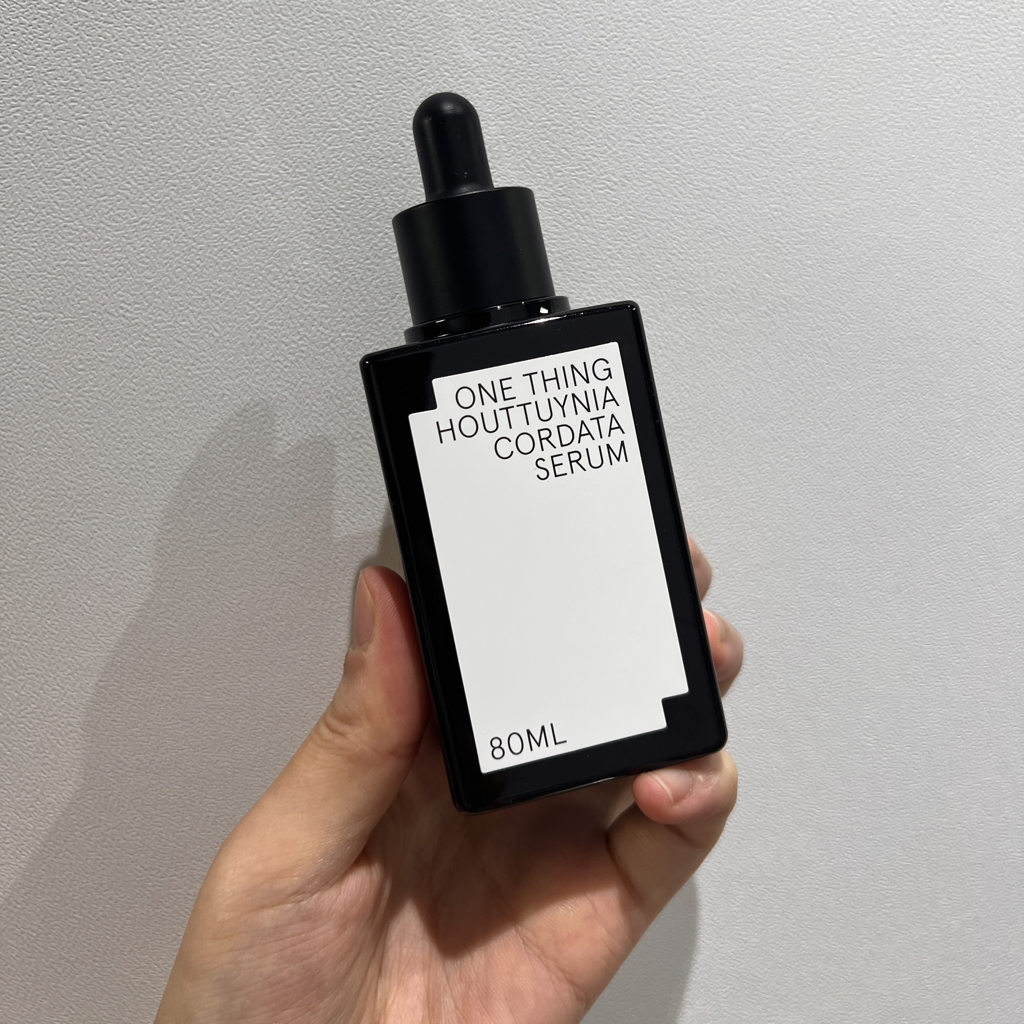 ONE THING
HOUTTUYNIA
CORDATA
SERUM
80ML